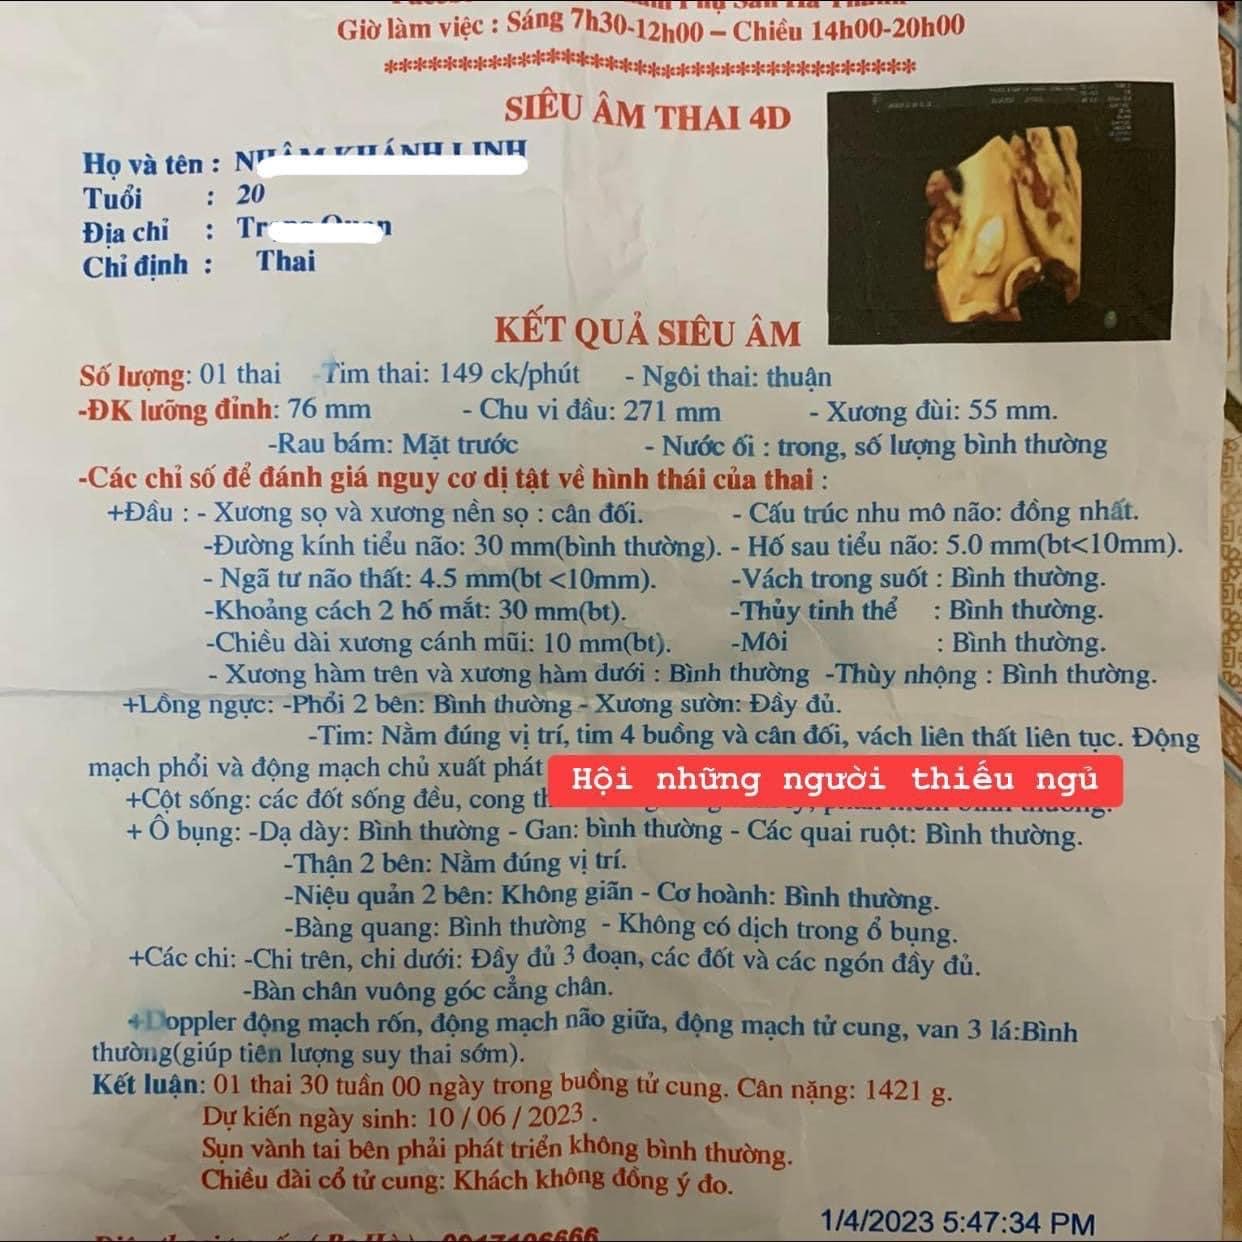 Giờ làm việc : Sáng 7h30-12h00 – Chiều 14h00-20h00
SIÊU ÂM THAI 4D
Họ và tên :
Tuổi : 20
Địa chỉ :
Chỉ định : Thai
KẾT QUẢ SIÊU ÂM
Số lượng: 01 thai -Tim thai: 149 ck/phút - Ngôi thai: thuận
-ĐK lưỡng đỉnh: 76 mm - Chu vi đầu: 271 mm - Xương đùi: 55 mm.
-Rau bám: Mặt trước - Nước ối : trong, số lượng bình thường
-Các chỉ số để đánh giá nguy cơ dị tật về hình thái của thai :
+Đầu : - Xương sọ và xương nền sọ : cân đối. - Cấu trúc nhu mô não: đồng nhất.
-Đường kính tiểu não: 30 mm(bình thường). - Hố sau tiểu não: 5.0 mm(bt<10mm).
- Ngã tư não thất: 4.5 mm(bt <10mm). -Vách trong suốt : Bình thường.
-Khoảng cách 2 hố mắt: 30 mm(bt). -Thủy tinh thể : Bình thường.
-Chiều dài xương cánh mũi: 10 mm(bt). -Môi : Bình thường.
- Xương hàm trên và xương hàm dưới : Bình thường -Thùy nhộng : Bình thường.
+Lồng ngực: -Phổi 2 bên: Bình thường - Xương sườn: Đầy đủ.
-Tim: Nằm đúng vị trí, tim 4 buồng và cân đối, vách liên thất liên tục. Động
mạch phổi và động mạch chủ xuất phát
Hội những người thiếu ngủ
+Cột sống: các đốt sống đều, cong
+ Ổ bụng: -Dạ dày: Bình thường - Gan: bình thường - Các quai ruột: Bình thường.
-Thận 2 bên: Nằm đúng vị trí.
-Niệu quản 2 bên: Không giãn - Cơ hoành: Bình thường.
-Bàng quang: Bình thường - Không có dịch trong ổ bụng.
+Các chi: -Chi trên, chi dưới: Đầy đủ 3 đoạn, các đốt và các ngón đầy đủ.
-Bàn chân vuông góc cẳng chân.
+Doppler động mạch rốn, động mạch não giữa, động mạch tử cung, van 3 lá:Bình
thường(giúp tiên lượng suy thai sớm).
Kết luận: 01 thai 30 tuần 00 ngày trong buồng tử cung. Cân nặng: 1421 g.
Dự kiến ngày sinh: 10 / 06 / 2023 .
Sụn vành tai bên phải phát triển không bình thường.
Chiều dài cổ tử cung: Khách không đồng ý đo.
1/4/2023 5:47:34 PM